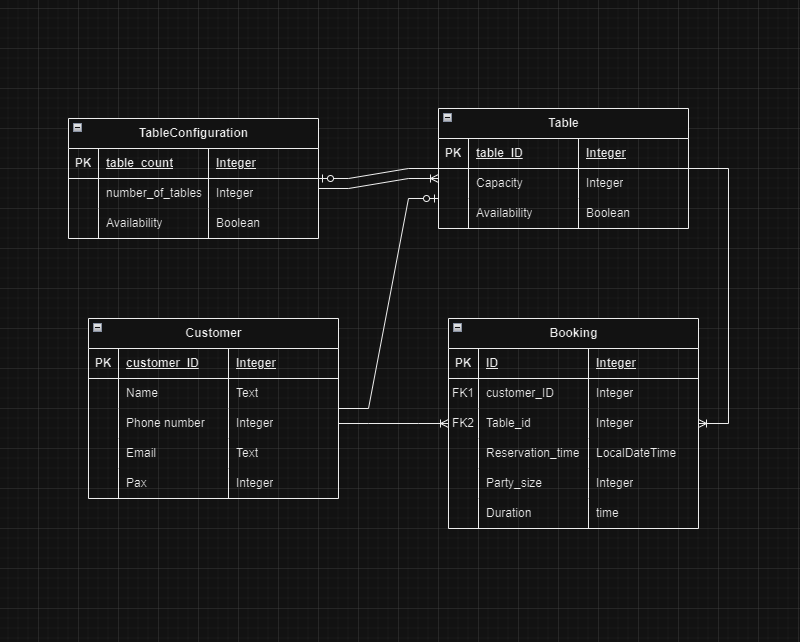 TableConfiguration
PK table_count Integer
number_of_tables Integer
Availability Boolean
Table
PK table_ID Integer
Capacity Integer
Availability Boolean
Customer
PK customer_ID Integer
Name Text
Phone number Integer
Email Text
Pax Integer
Booking
PK ID Integer
FK1 customer_ID Integer
FK2 Table_id Integer
Reservation_time LocalDateTime
Party_size Integer
Duration time